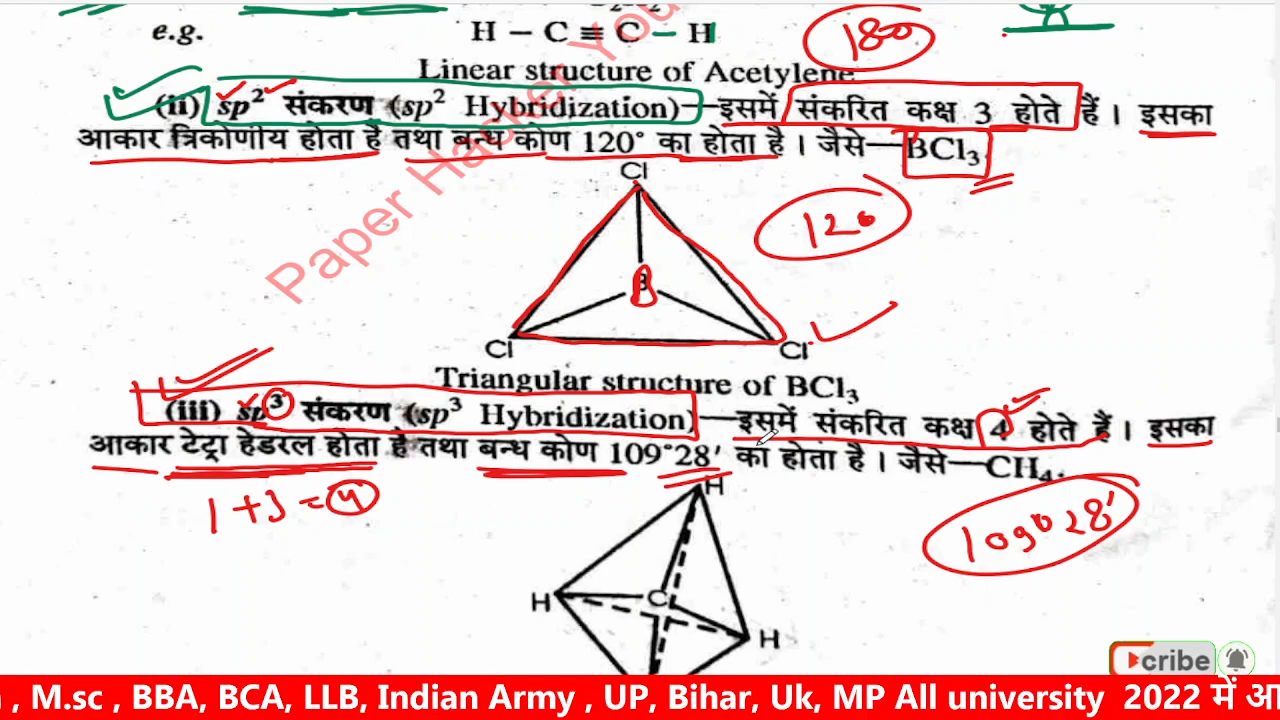 e.g. H – C ≡ C – H
180
Linear structure of Acetylene
(ii) sp² संकरण (sp² Hybridization)—इसमें संकरित कक्ष 3 होते हैं। इसका
आकार त्रिकोणीय होता है तथा बन्ध कोण 120° का होता है। जैसे—BCl₃.
Cl
120
B
Cl Cl
Triangular structure of BCl₃
(iii) sp³ संकरण (sp³ Hybridization)—इसमें संकरित कक्ष 4 होते हैं। इसका
आकार टेट्रा हेडरल होता है तथा बन्ध कोण 109°28′ का होता है। जैसे—CH₄.
1+3=4
H
109°28'
H C H
Paper Hacker You
cribe
, M.sc , BBA, BCA, LLB, Indian Army , UP, Bihar, Uk, MP All university 2022 में